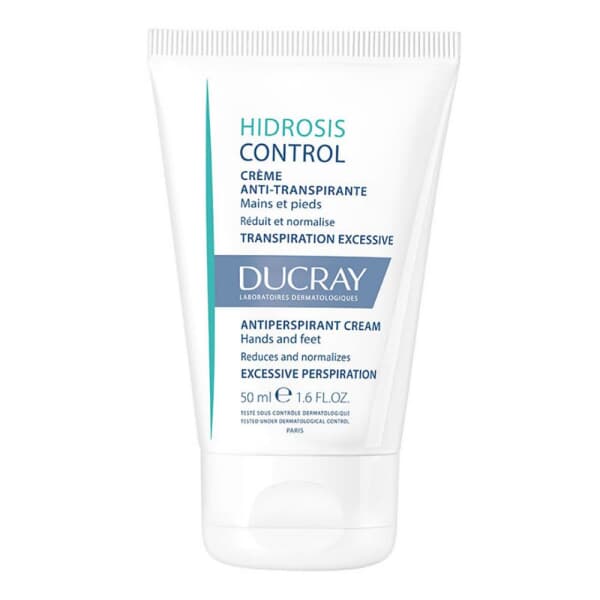 HIDROSIS
CONTROL
CRÈME
ANTI-TRANSPIRANTE
Mains et pieds
Réduit et normalise
TRANSPIRATION EXCESSIVE
DUCRAY
LABORATOIRES DERMATOLOGIQUES
ANTIPERSPIRANT CREAM
Hands and feet
Reduces and normalizes
EXCESSIVE PERSPIRATION
50 ml ℮ 1.6 FL.OZ.
TESTÉ SOUS CONTRÔLE DERMATOLOGIQUE
TESTED UNDER DERMATOLOGICAL CONTROL
PARIS